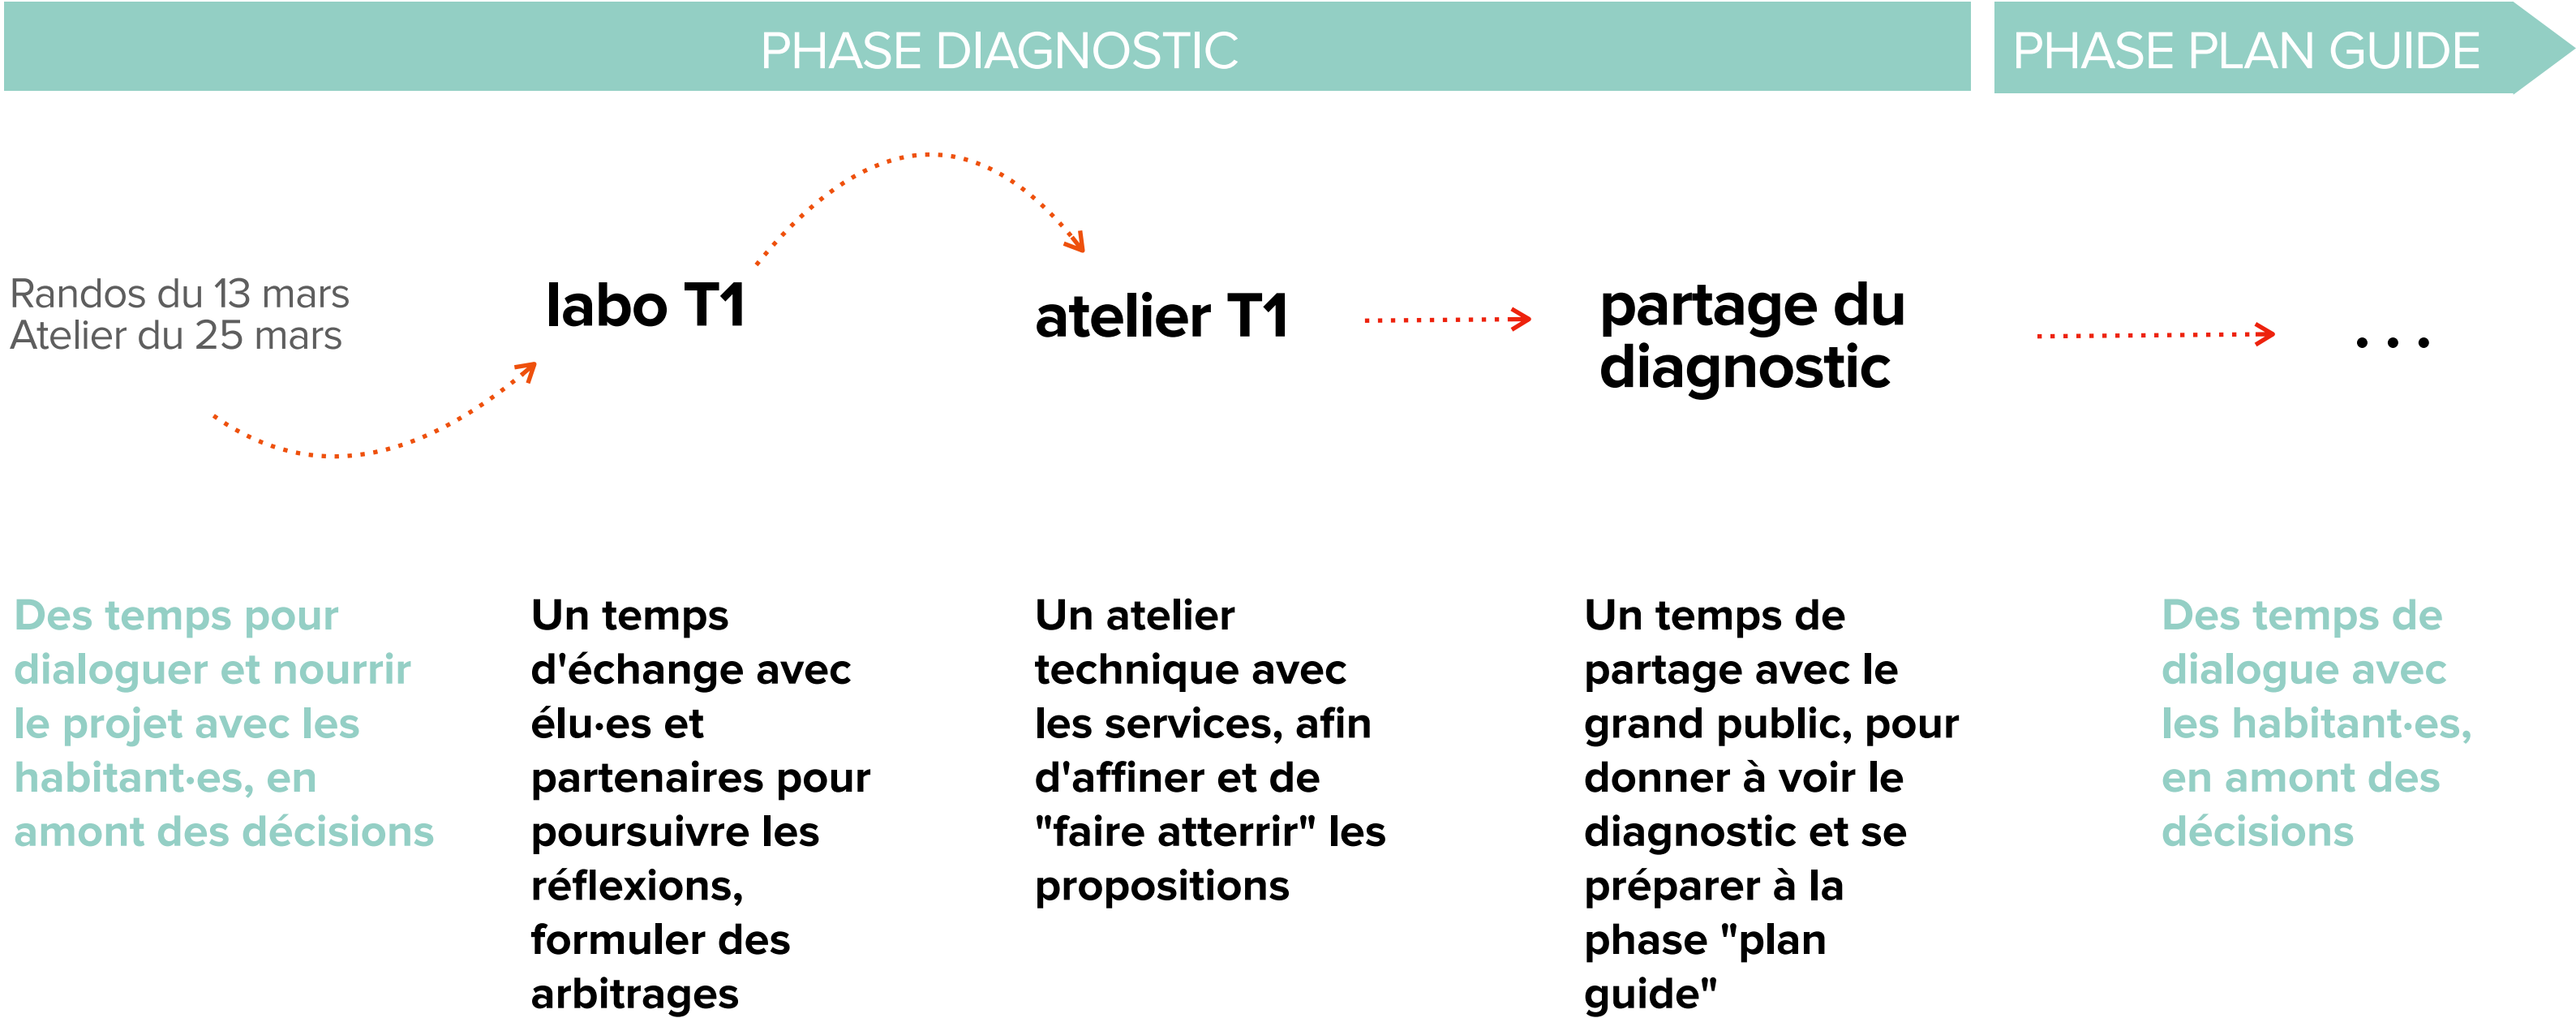 PHASE DIAGNOSTIC
PHASE PLAN GUIDE
Randos du 13 mars
Atelier du 25 mars
labo T1
atelier T1
partage du
diagnostic
...
Des temps pour
dialoguer et nourrir
le projet avec les
habitant·es, en
amont des décisions
Un temps
d'échange avec
élu·es et
partenaires pour
poursuivre les
réflexions,
formuler des
arbitrages
Un atelier
technique avec
les services, afin
d'affiner et de
"faire atterrir" les
propositions
Un temps de
partage avec le
grand public, pour
donner à voir le
diagnostic et se
préparer à la
phase "plan
guide"
Des temps de
dialogue avec
les habitant·es,
en amont des
décisions